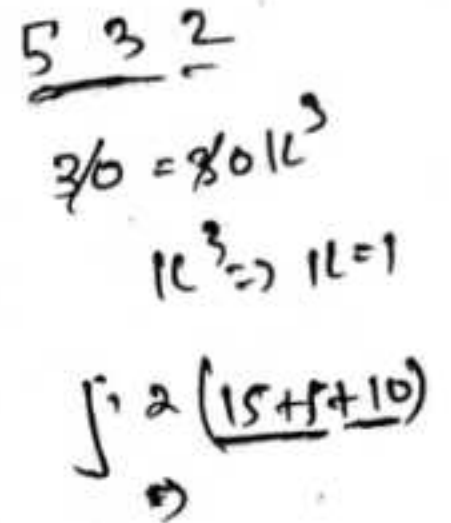 5 3 2
30 = 30k³
k³ => k=1
2 (15+5+10)
=>